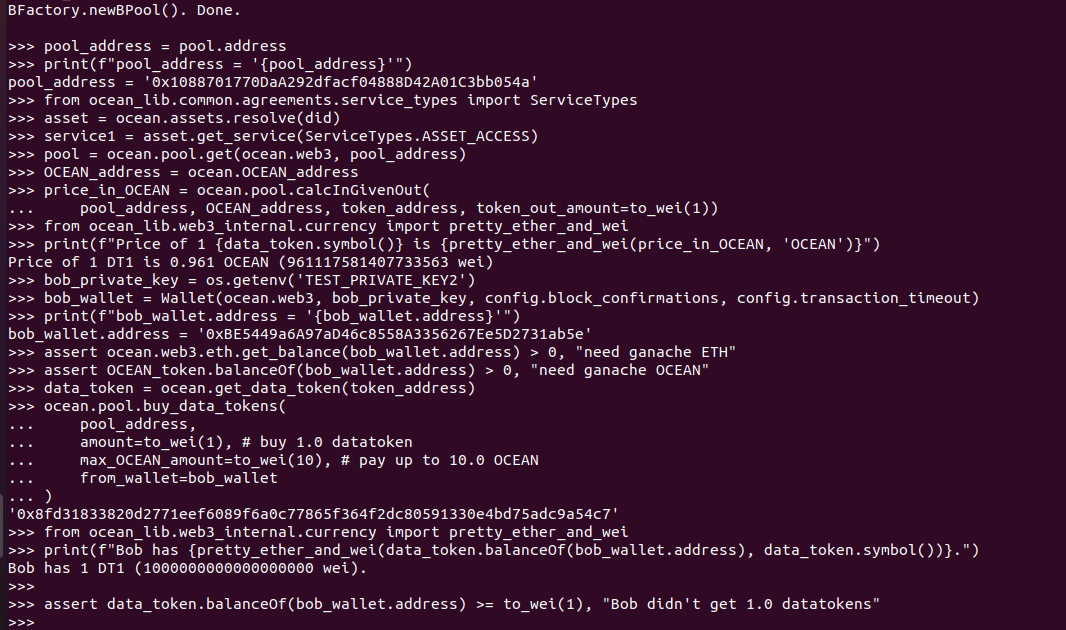 BFactory.newBPool(). Done.

>>> pool_address = pool.address
>>> print(f"pool_address = '{pool_address}'")
pool_address = '0x1088701770DaA292dfacf04888D42A01C3bb054a'
>>> from ocean_lib.common.agreements.service_types import ServiceTypes
>>> asset = ocean.assets.resolve(did)
>>> service1 = asset.get_service(ServiceTypes.ASSET_ACCESS)
>>> pool = ocean.pool.get(ocean.web3, pool_address)
>>> OCEAN_address = ocean.OCEAN_address
>>> price_in_OCEAN = ocean.pool.calcInGivenOut(
...     pool_address, OCEAN_address, token_address, token_out_amount=to_wei(1))
>>> from ocean_lib.web3_internal.currency import pretty_ether_and_wei
>>> print(f"Price of 1 {data_token.symbol()} is {pretty_ether_and_wei(price_in_OCEAN, 'OCEAN')}")
Price of 1 DT1 is 0.961 OCEAN (961117581407733563 wei)
>>> bob_private_key = os.getenv('TEST_PRIVATE_KEY2')
>>> bob_wallet = Wallet(ocean.web3, bob_private_key, config.block_confirmations, config.transaction_timeout)
>>> print(f"bob_wallet.address = '{bob_wallet.address}'")
bob_wallet.address = '0xBE5449a6A97aD46c8558A3356267Ee5D2731ab5e'
>>> assert ocean.web3.eth.get_balance(bob_wallet.address) > 0, "need ganache ETH"
>>> assert OCEAN_token.balanceOf(bob_wallet.address) > 0, "need ganache OCEAN"
>>> data_token = ocean.get_data_token(token_address)
>>> ocean.pool.buy_data_tokens(
...     pool_address,
...     amount=to_wei(1), # buy 1.0 datatoken
...     max_OCEAN_amount=to_wei(10), # pay up to 10.0 OCEAN
...     from_wallet=bob_wallet
... )
'0x8fd31833820d2771eef6089f6a0c77865f364f2dc80591330e4bd75adc9a54c7'
>>> from ocean_lib.web3_internal.currency import pretty_ether_and_wei
>>> print(f"Bob has {pretty_ether_and_wei(data_token.balanceOf(bob_wallet.address), data_token.symbol())}.")
Bob has 1 DT1 (1000000000000000000 wei).
>>>
>>> assert data_token.balanceOf(bob_wallet.address) >= to_wei(1), "Bob didn't get 1.0 datatokens"
>>>